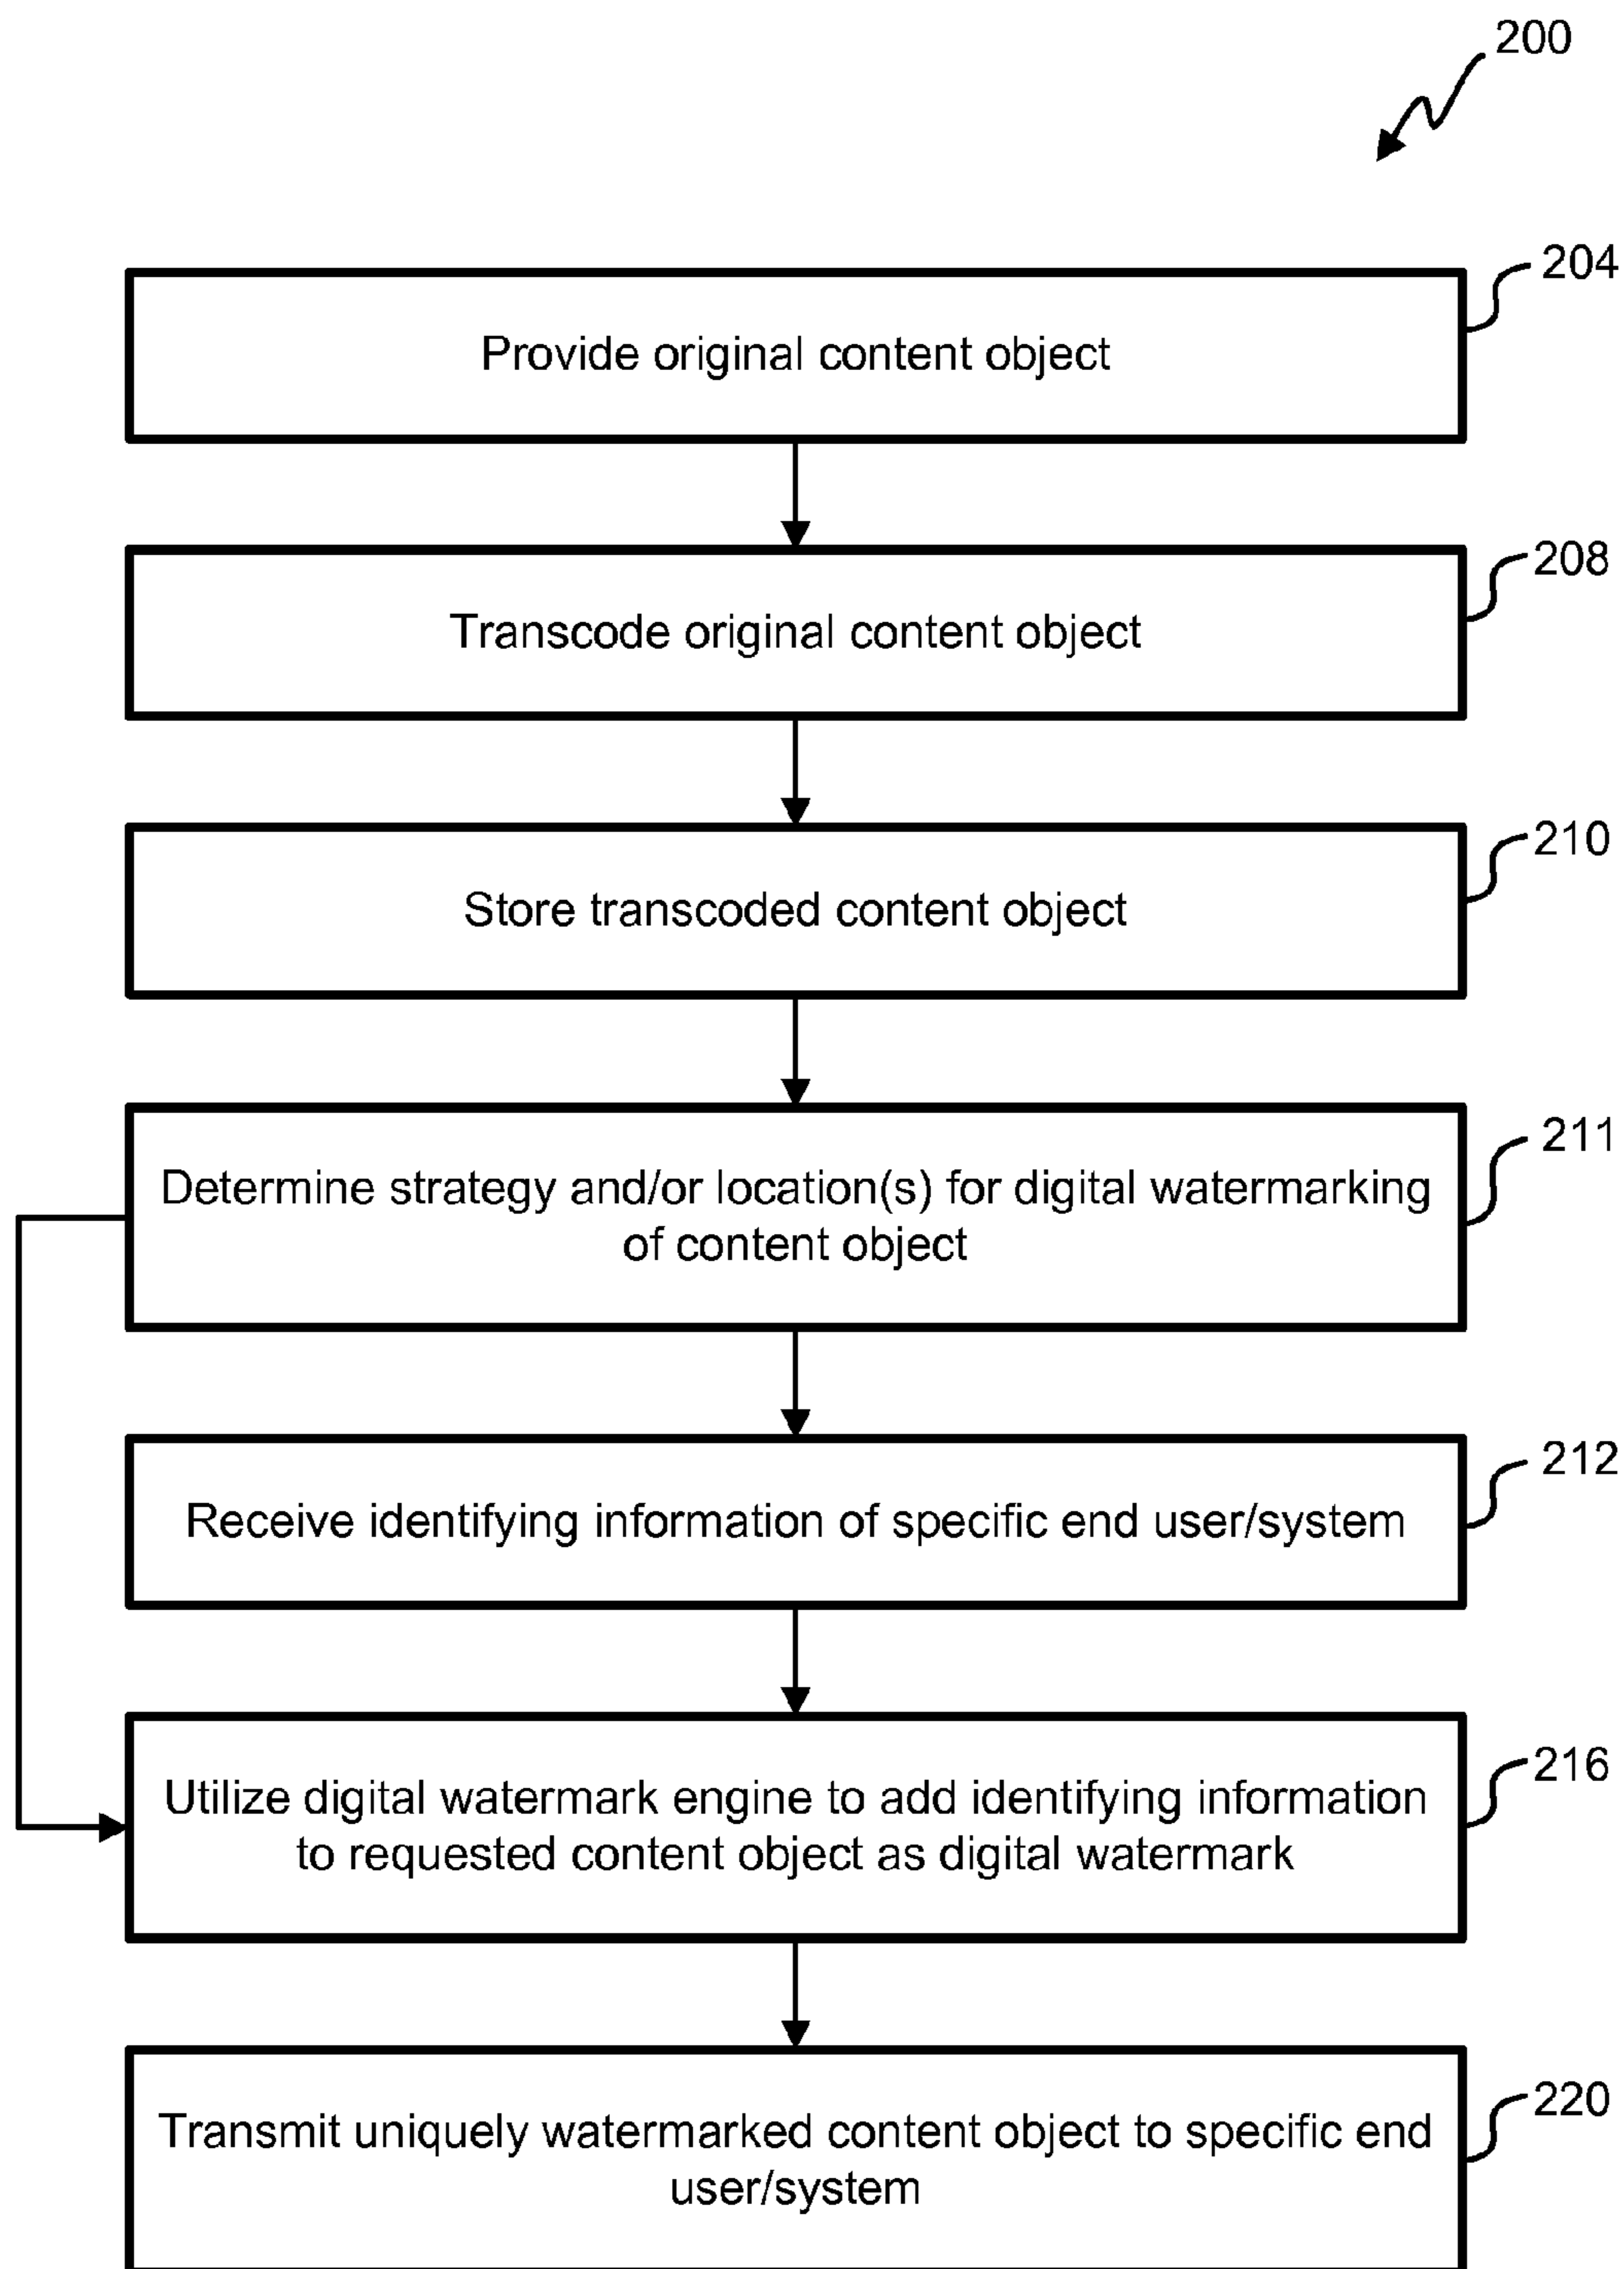 200
204
Provide original content object
208
Transcode original content object
210
Store transcoded content object
211
Determine strategy and/or location(s) for digital watermarking
of content object
212
Receive identifying information of specific end user/system
216
Utilize digital watermark engine to add identifying information
to requested content object as digital watermark
220
Transmit uniquely watermarked content object to specific end
user/system